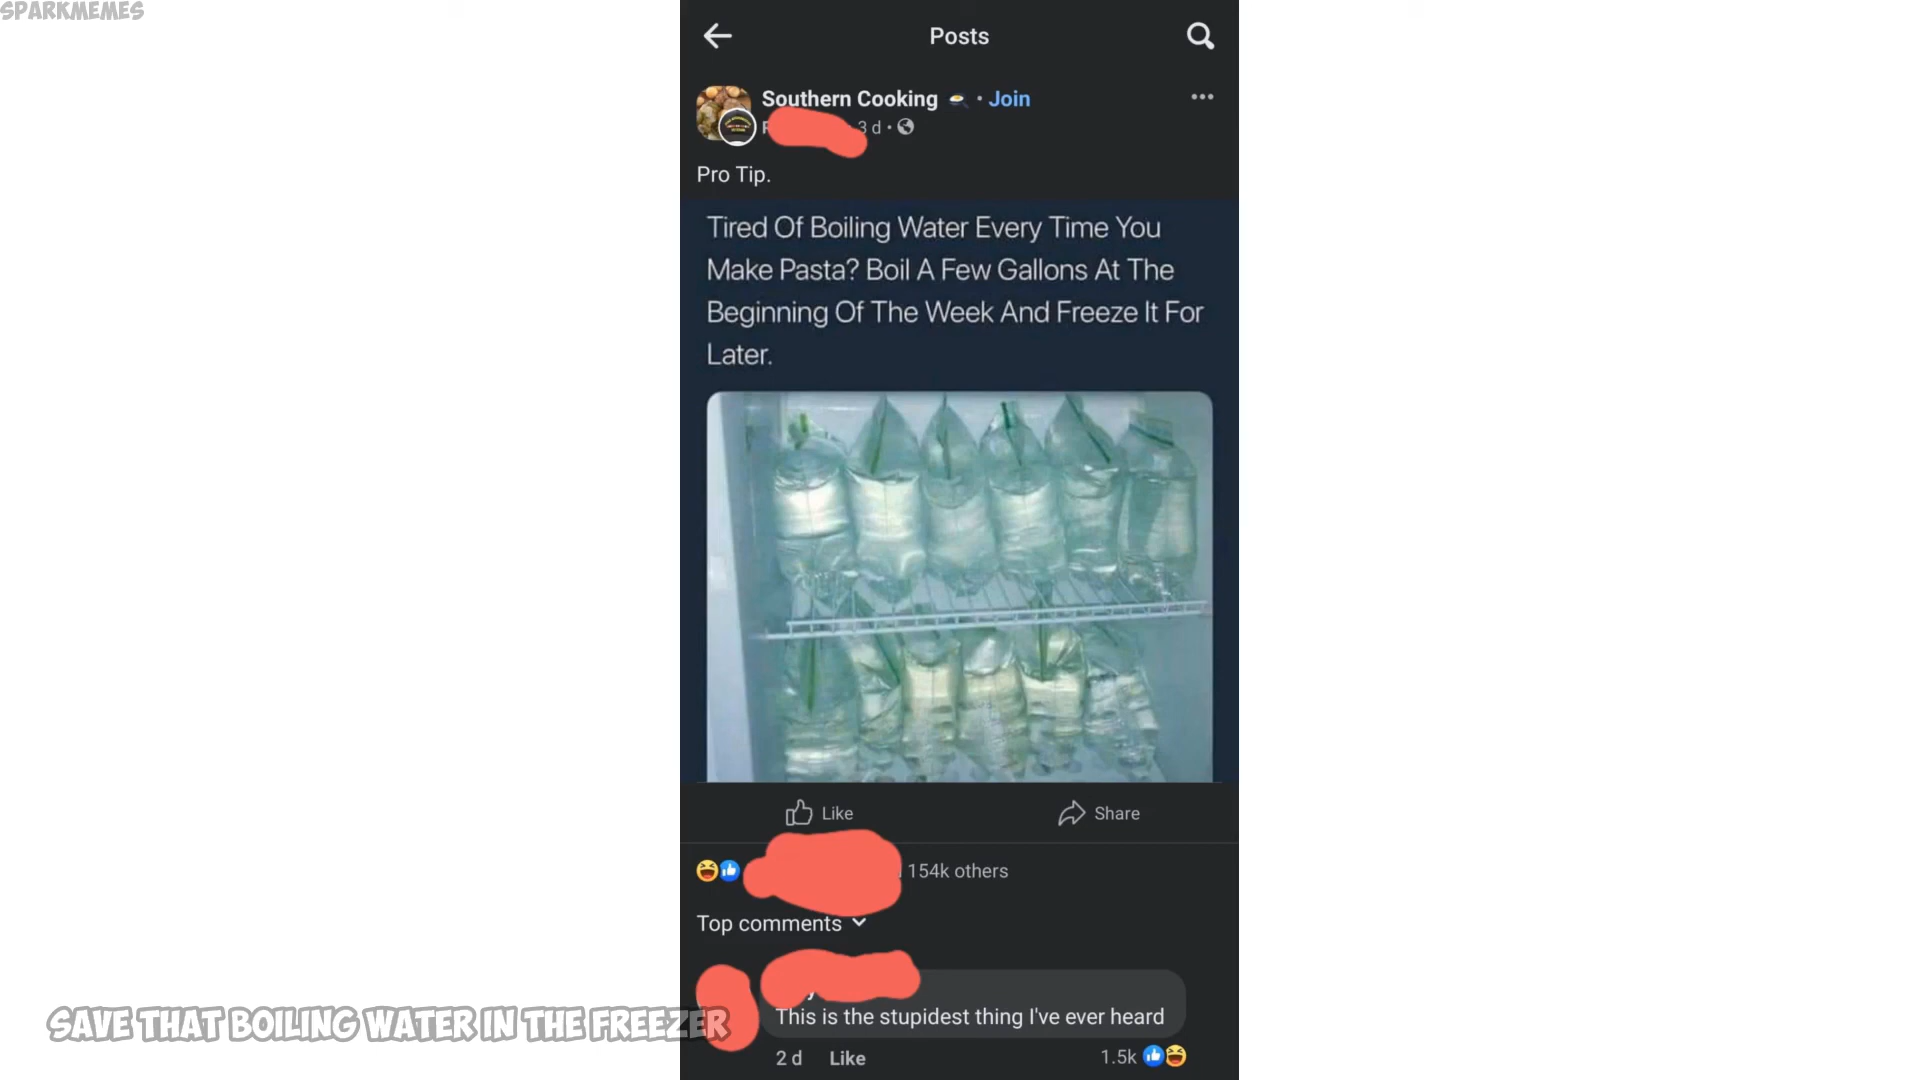 SPARKMEMES
Posts
Southern Cooking 🍳 · Join
3 d ·
Pro Tip.
Tired Of Boiling Water Every Time You
Make Pasta? Boil A Few Gallons At The
Beginning Of The Week And Freeze It For
Later.
Like Share
154k others
Top comments
This is the stupidest thing I've ever heard
SAVE THAT BOILING WATER IN THE FREEZER
2 d Like 1.5k